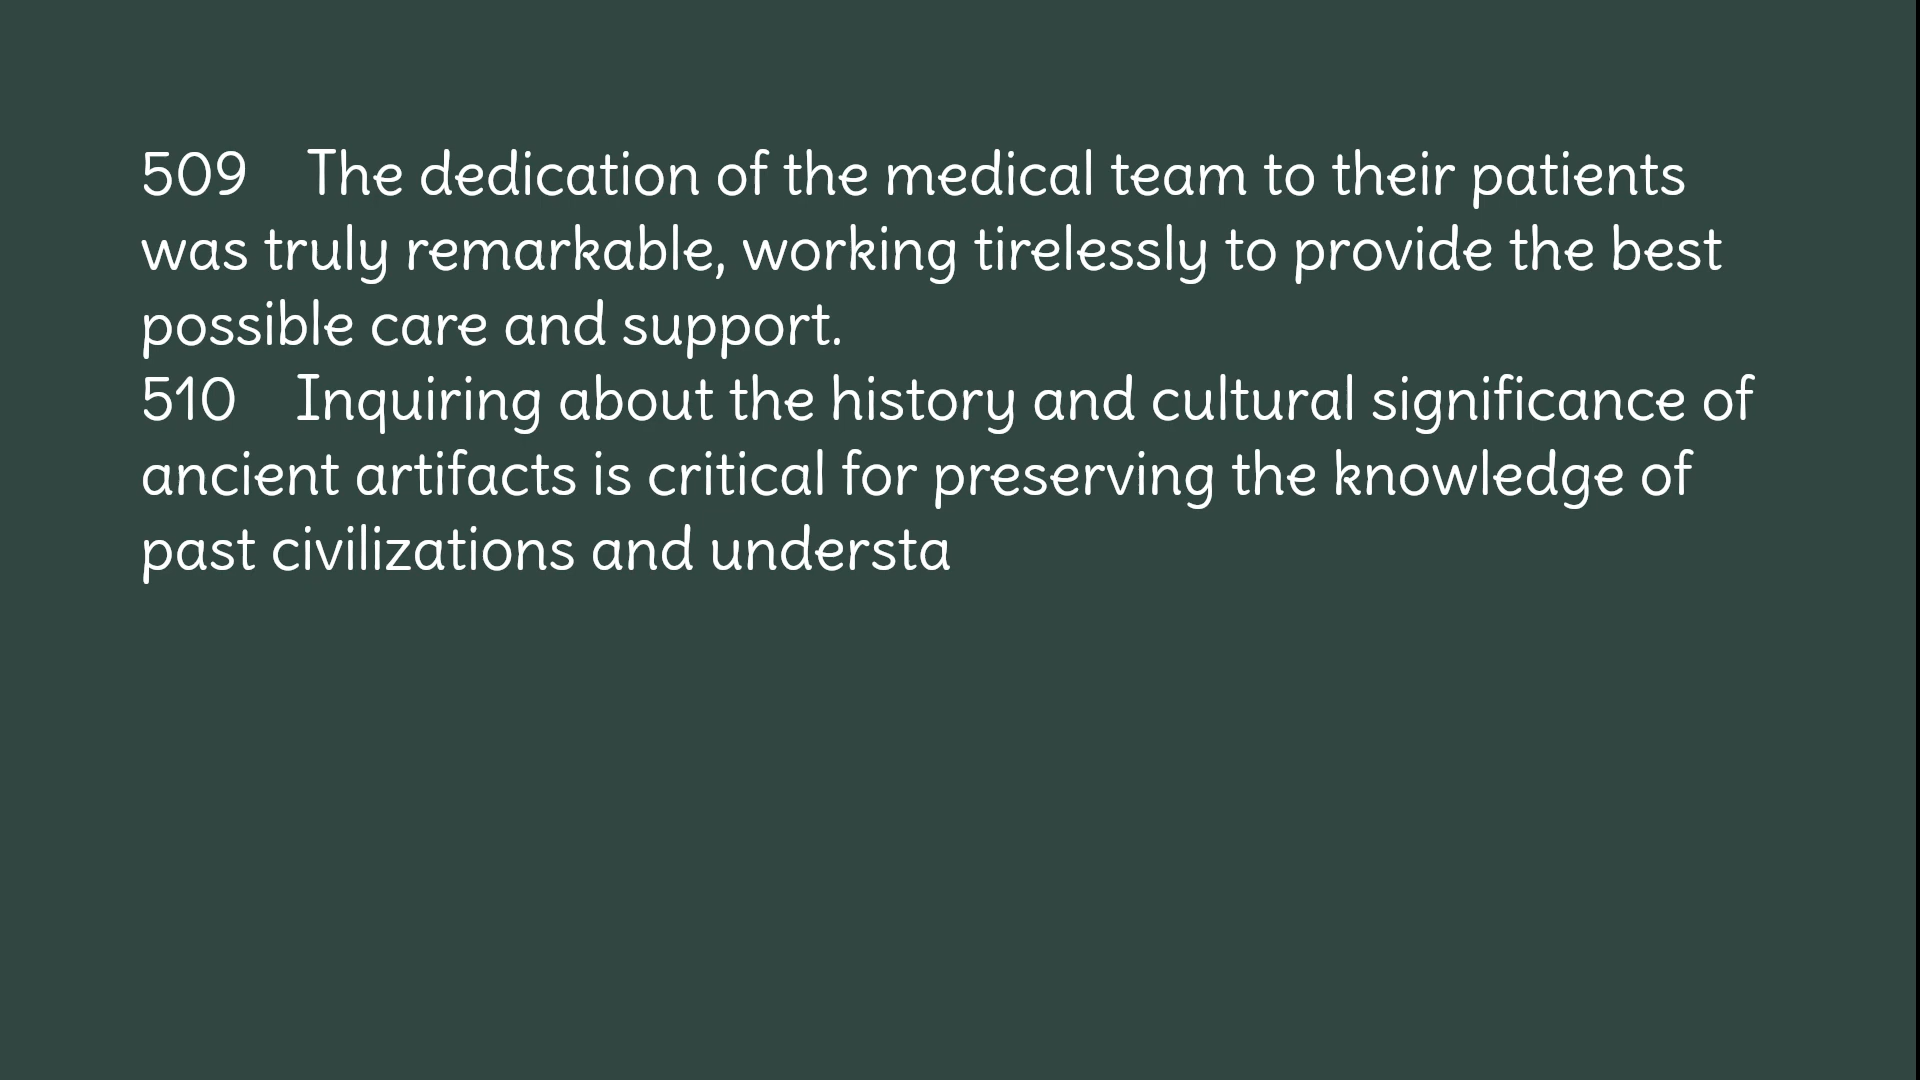 509 The dedication of the medical team to their patients
was truly remarkable, working tirelessly to provide the best
possible care and support.
510 Inquiring about the history and cultural significance of
ancient artifacts is critical for preserving the knowledge of
past civilizations and understa